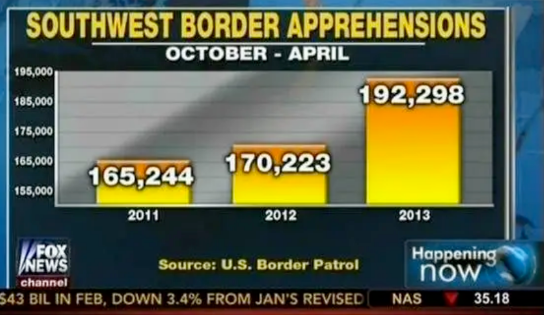 SOUTHWEST BORDER APPREHENSIONS
OCTOBER - APRIL
195,000
185,000
175,000
165,000
155,000
165,244
170,223
192,298
2011
2012
2013
FOX
NEWS
channel
Source: U.S. Border Patrol
Happening
now
$43 BIL IN FEB, DOWN 3.4% FROM JAN'S REVISED
NAS ▼ 35.18